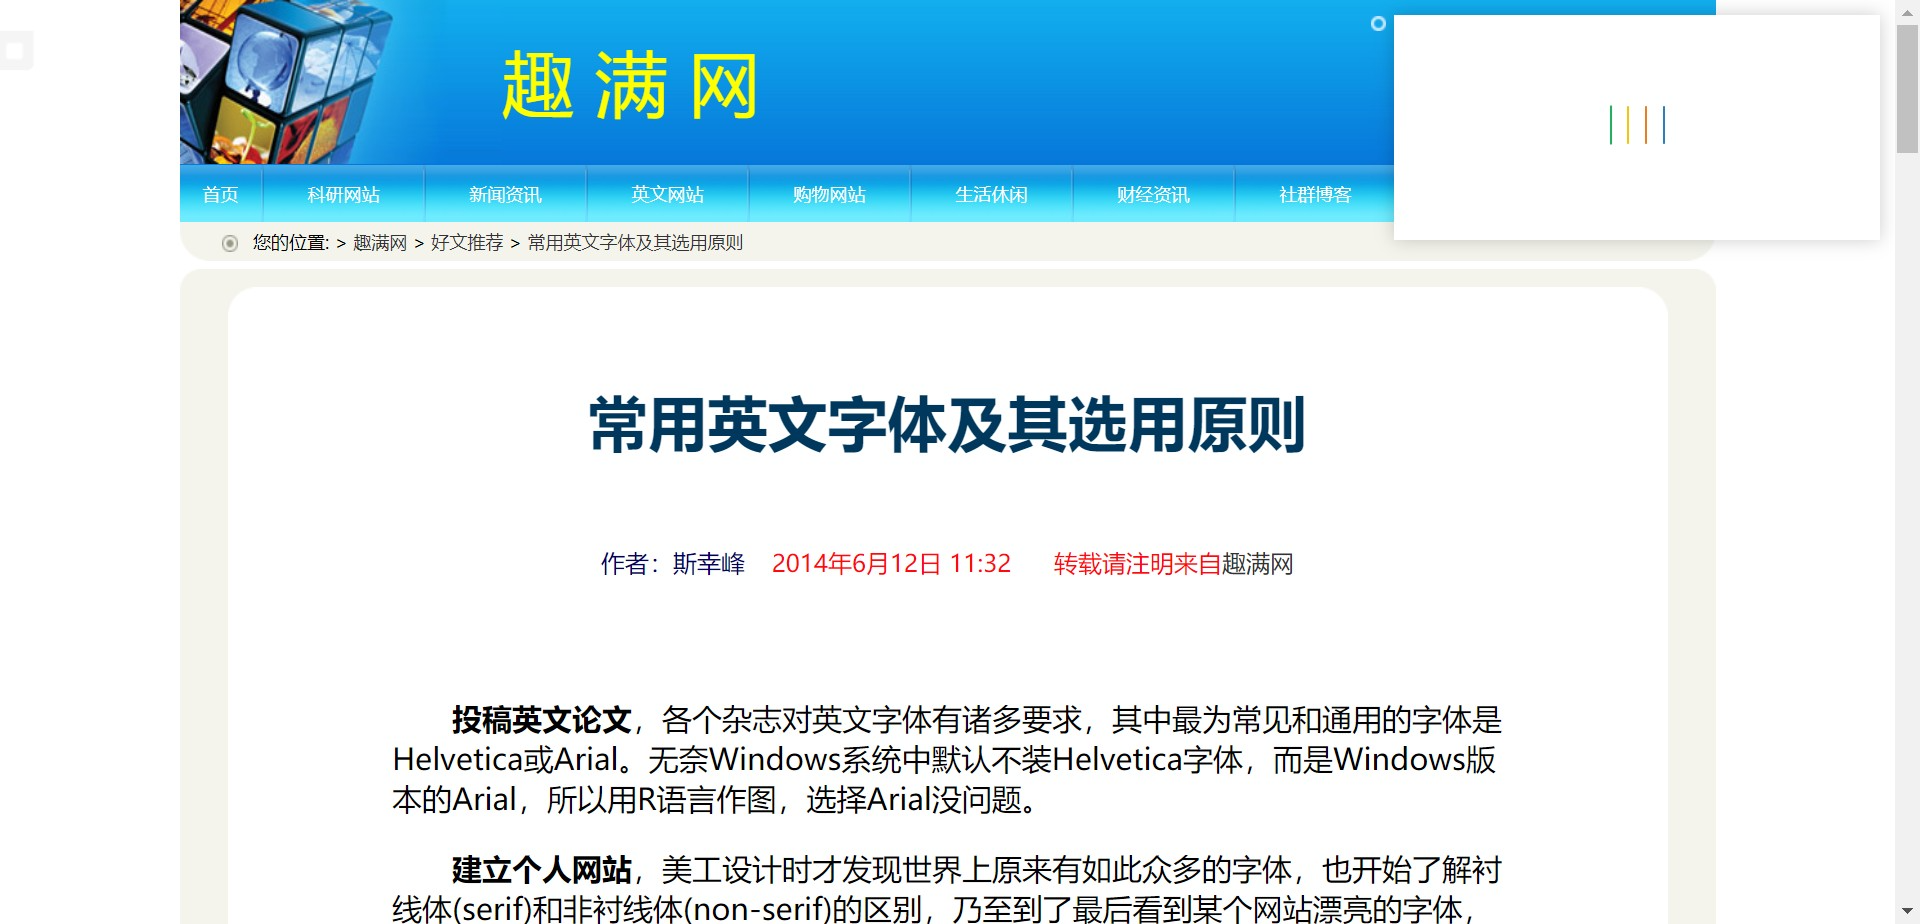 趣满网
首页 科研网站 新闻资讯 英文网站 购物网站 生活休闲 财经资讯 社群博客
您的位置: > 趣满网 > 好文推荐 > 常用英文字体及其选用原则
常用英文字体及其选用原则
作者：斯幸峰 2014年6月12日 11:32 转载请注明来自趣满网
投稿英文论文，各个杂志对英文字体有诸多要求，其中最为常见和通用的字体是
Helvetica或Arial。无奈Windows系统中默认不装Helvetica字体，而是Windows版
本的Arial，所以用R语言作图，选择Arial没问题。
建立个人网站，美工设计时才发现世界上原来有如此众多的字体，也开始了解衬
线体(serif)和非衬线体(non-serif)的区别，乃至到了最后看到某个网站漂亮的字体，